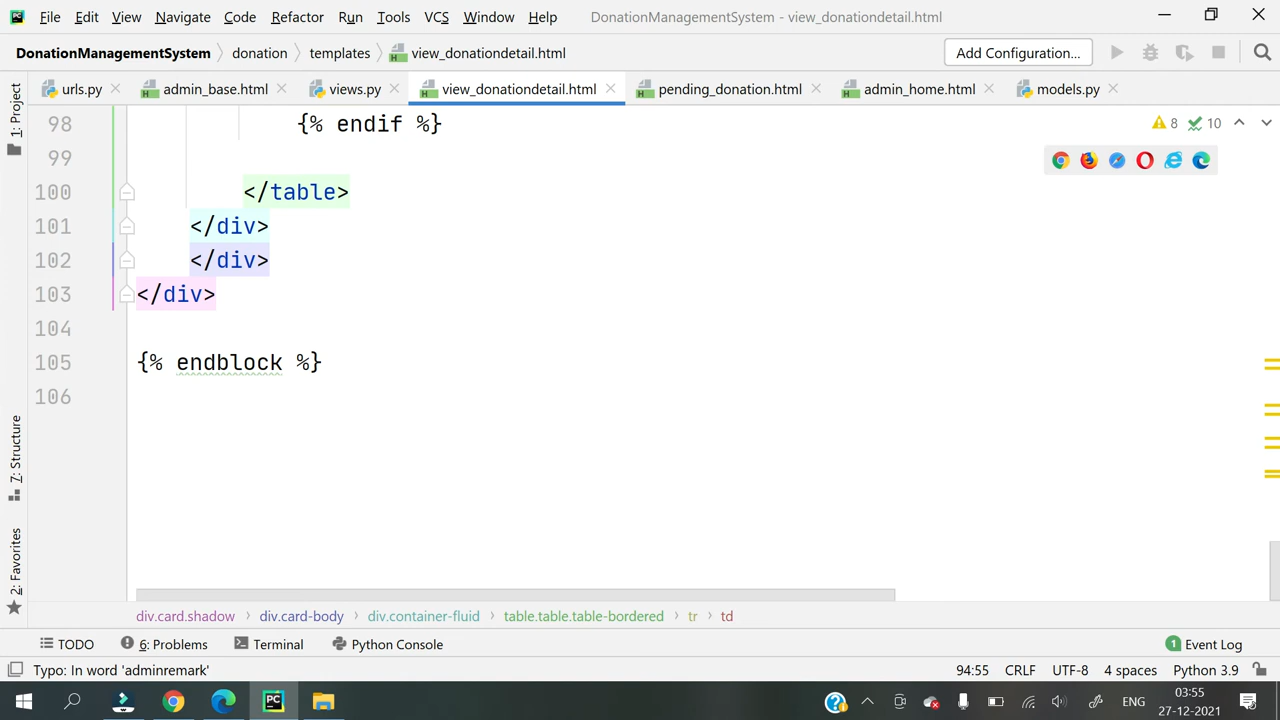 File Edit View Navigate Code Refactor Run Tools VCS Window Help DonationManagementSystem - view_donationdetail.html
DonationManagementSystem donation templates view_donationdetail.html Add Configuration...
urls.py admin_base.html views.py view_donationdetail.html pending_donation.html admin_home.html models.py
1: Project
98 {% endif %} 8 10
99
100 </table>
101 </div>
102 </div>
103 </div>
104
105 {% endblock %}
106
7: Structure
2: Favorites
div.card.shadow div.card-body div.container-fluid table.table.table-bordered tr td
TODO 6: Problems Terminal Python Console 1 Event Log
Typo: In word 'adminremark' 94:55 CRLF UTF-8 4 spaces Python 3.9
ENG 03:55
27-12-2021